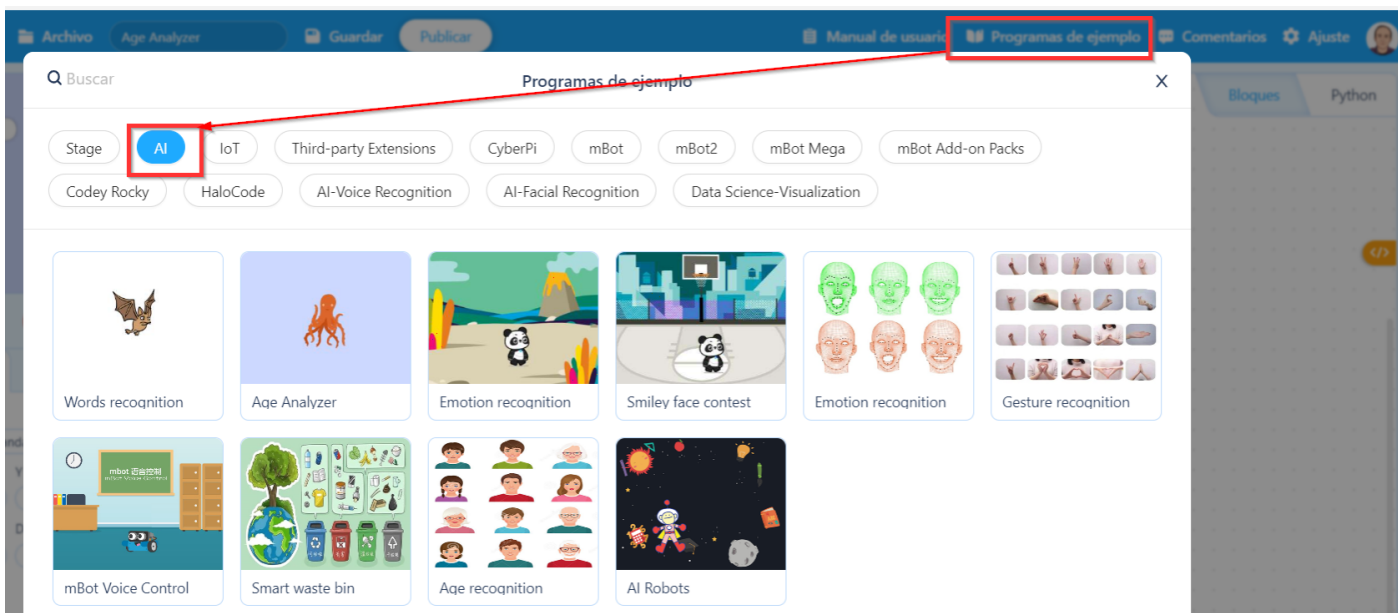 Archivo Age Analyzer Guardar Publicar Manual de usuario Programas de ejemplo Comentarios Ajuste
Buscar Programas de ejemplo X
Bloques Python
Stage AI IoT Third-party Extensions CyberPi mBot mBot2 mBot Mega mBot Add-on Packs
Codey Rocky HaloCode AI-Voice Recognition AI-Facial Recognition Data Science-Visualization
</>
Words recognition Age Analyzer Emotion recognition Smiley face contest Emotion recognition Gesture recognition
mbot 语言控制
mBot Voice Control
mBot Voice Control Smart waste bin Age recognition AI Robots